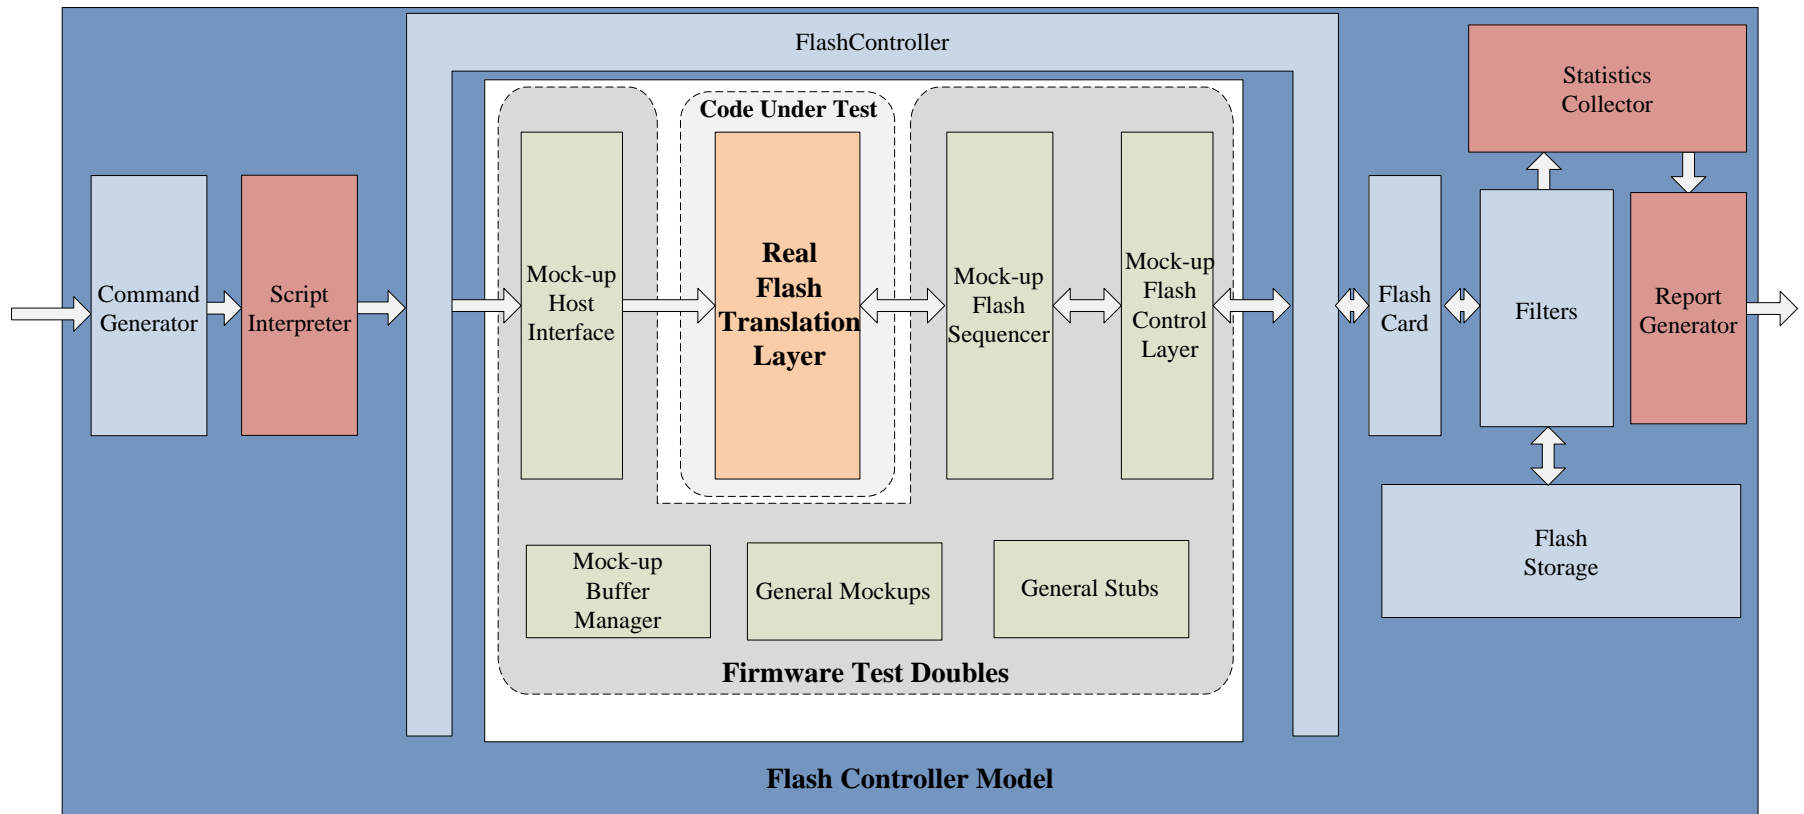 FlashController
Statistics
Collector
Code Under Test
Command
Generator
Script
Interpreter
Mock-up
Host
Interface
Real
Flash
Translation
Layer
Mock-up
Flash
Sequencer
Mock-up
Flash
Control
Layer
Flash
Card
Filters
Report
Generator
Flash
Storage
Mock-up
Buffer
Manager
General Mockups
General Stubs
Firmware Test Doubles
Flash Controller Model